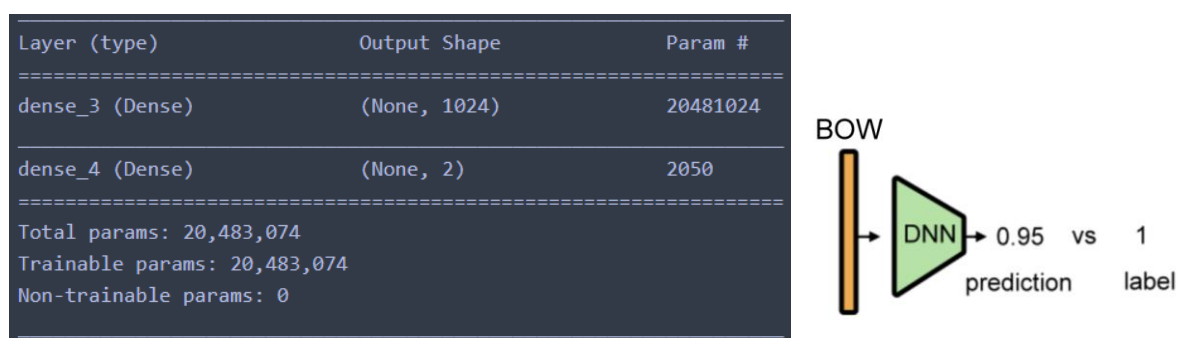 Layer (type) Output Shape Param #
=================================================================
dense_3 (Dense) (None, 1024) 20481024
dense_4 (Dense) (None, 2) 2050
=================================================================
Total params: 20,483,074
Trainable params: 20,483,074
Non-trainable params: 0
BOW
DNN 0.95 vs 1
prediction label